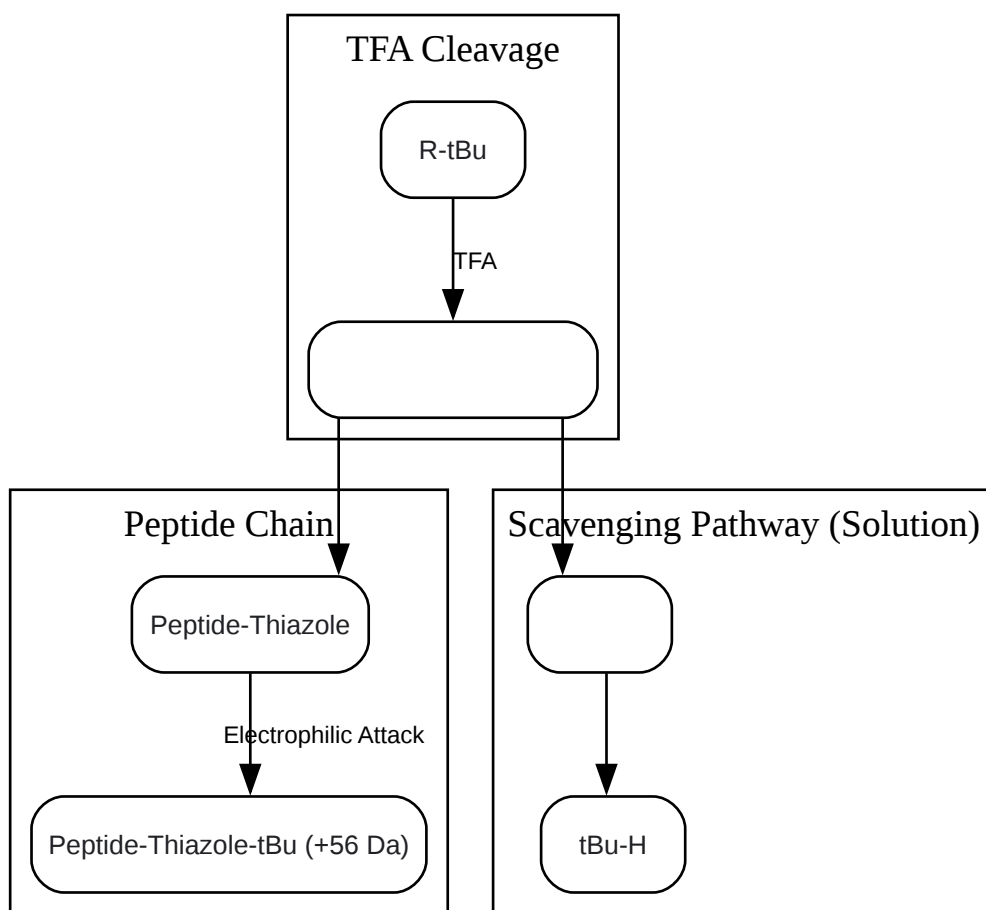 TFA Cleavage
R-tBu
TFA
Peptide Chain
Scavenging Pathway (Solution)
Peptide-Thiazole
Electrophilic Attack
Peptide-Thiazole-tBu (+56 Da)
tBu-H